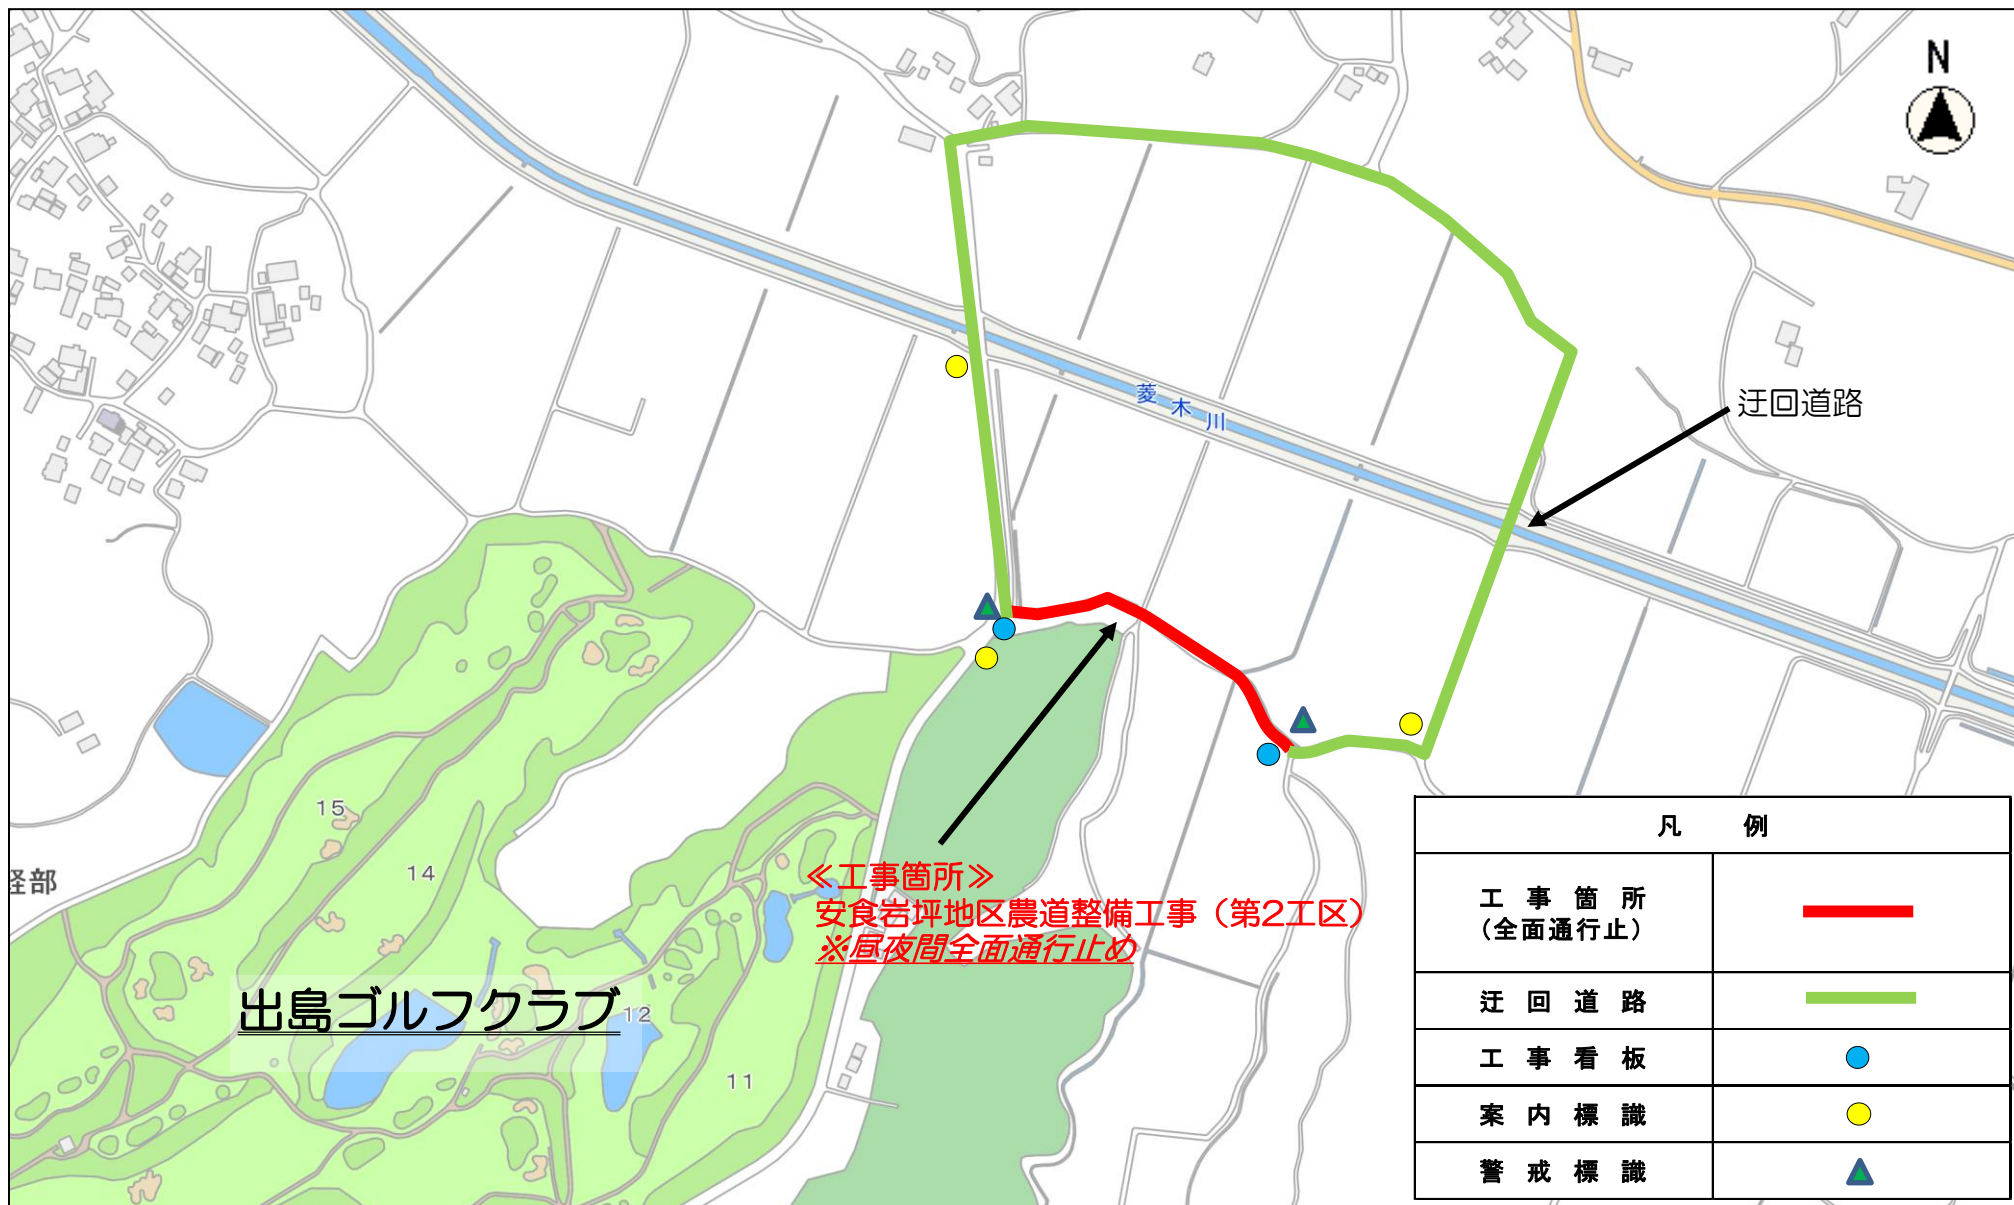 N
菱木川
迂回道路
≪工事箇所≫
安食岩坪地区農道整備工事（第2工区）
※昼夜間全面通行止め
15
14
12
11
軽部
出島ゴルフクラブ
凡　例
工事箇所
（全面通行止）
迂回道路
工事看板
案内標識
警戒標識